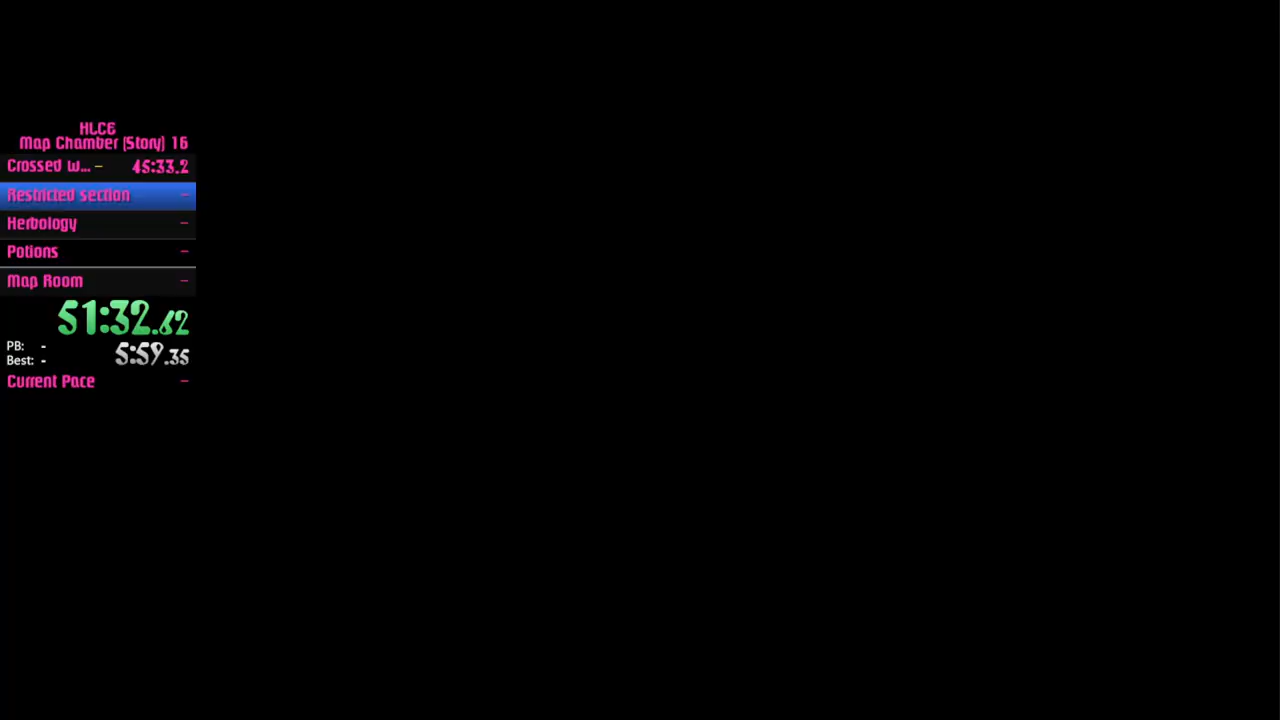 HLCE
Map Chamber (Story) 16
Crossed w... – 45:33.2
Restricted section –
Herbology –
Potions –
Map Room –
51:32.62
PB: - 5:59.35
Best: -
Current Pace –